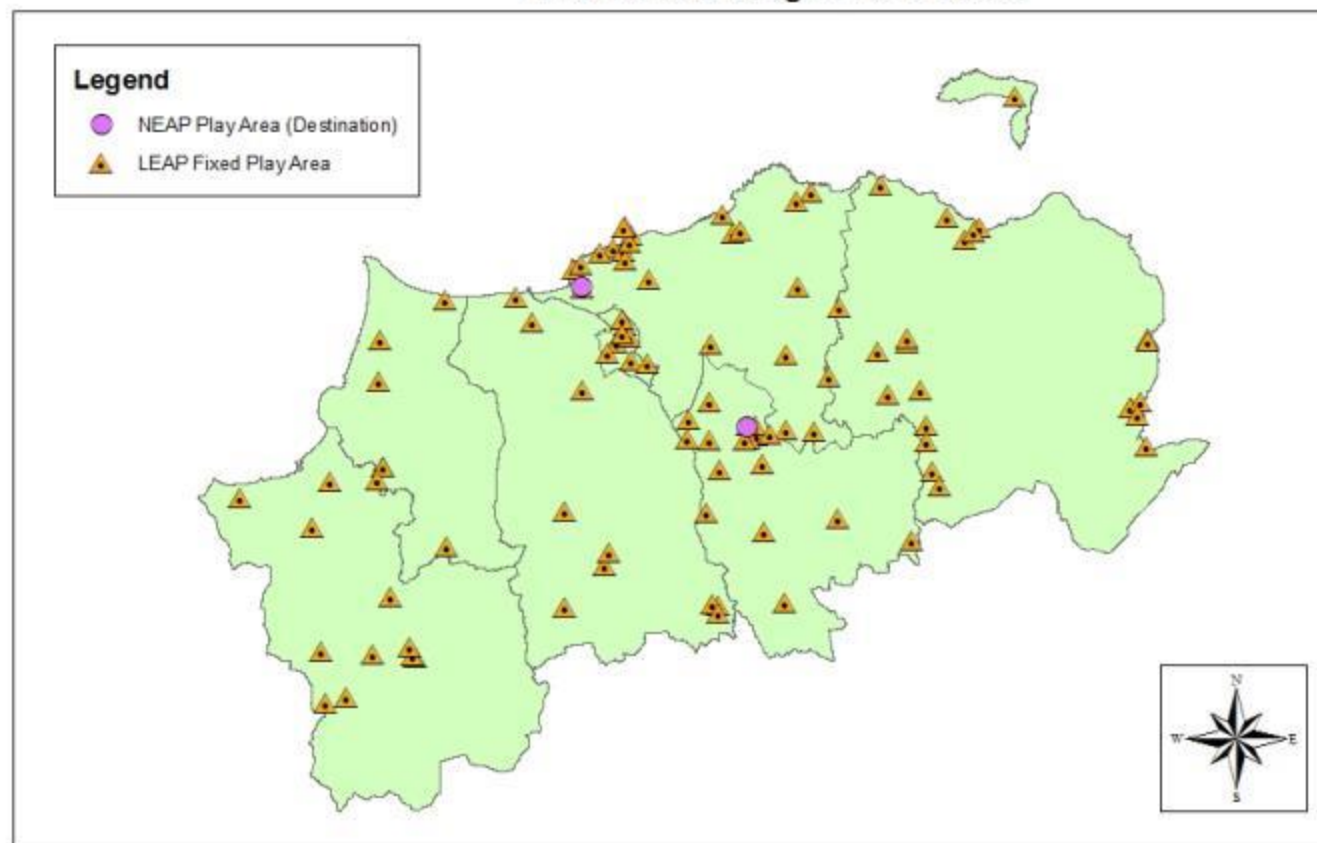 Legend
NEAP Play Area (Destination)
LEAP Fixed Play Area
N
W E
S